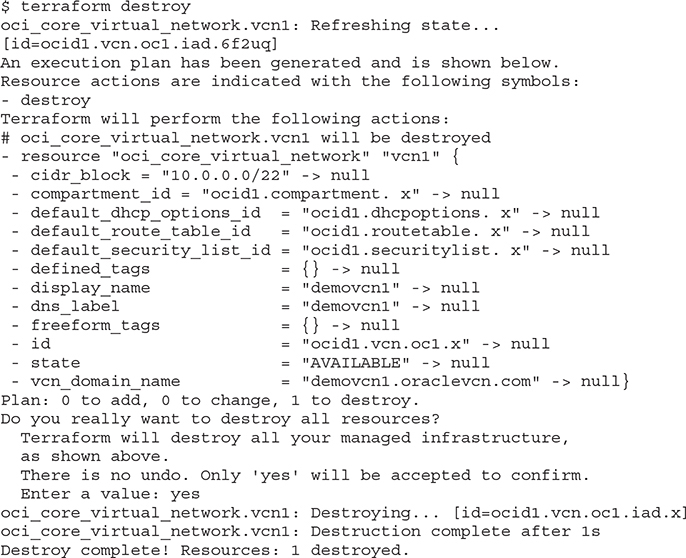 $ terraform destroy
oci_core_virtual_network.vcn1: Refreshing state...
[id=ocid1.vcn.oc1.iad.6f2uq]
An execution plan has been generated and is shown below.
Resource actions are indicated with the following symbols:
- destroy
Terraform will perform the following actions:
# oci_core_virtual_network.vcn1 will be destroyed
- resource "oci_core_virtual_network" "vcn1" {
 - cidr_block = "10.0.0.0/22" -> null
 - compartment_id = "ocid1.compartment. x" -> null
 - default_dhcp_options_id  = "ocid1.dhcpoptions. x" -> null
 - default_route_table_id   = "ocid1.routetable. x" -> null
 - default_security_list_id = "ocid1.securitylist. x" -> null
 - defined_tags             = {} -> null
 - display_name             = "demovcn1" -> null
 - dns_label                = "demovcn1" -> null
 - freeform_tags            = {} -> null
 - id                       = "ocid1.vcn.oc1.x" -> null
 - state                    = "AVAILABLE" -> null
 - vcn_domain_name          = "demovcn1.oraclevcn.com" -> null}
Plan: 0 to add, 0 to change, 1 to destroy.
Do you really want to destroy all resources?
  Terraform will destroy all your managed infrastructure,
  as shown above.
  There is no undo. Only 'yes' will be accepted to confirm.
  Enter a value: yes
oci_core_virtual_network.vcn1: Destroying... [id=ocid1.vcn.oc1.iad.x]
oci_core_virtual_network.vcn1: Destruction complete after 1s
Destroy complete! Resources: 1 destroyed.